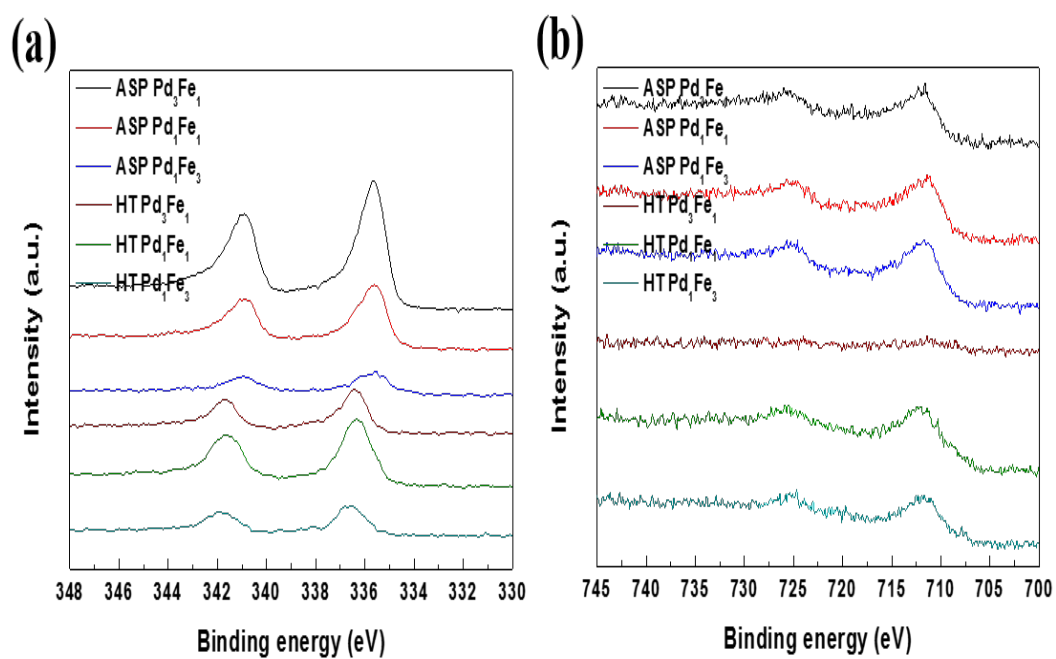 (a)
ASP Pd3Fe1
ASP Pd1Fe1
ASP Pd1Fe3
HT Pd3Fe1
HT Pd1Fe1
HT Pd1Fe3
Intensity (a.u.)
348 346 344 342 340 338 336 334 332 330
Binding energy (eV)
(b)
ASP Pd3Fe1
ASP Pd1Fe1
ASP Pd1Fe3
HT Pd3Fe1
HT Pd1Fe1
HT Pd1Fe3
Intensity (a.u.)
745 740 735 730 725 720 715 710 705 700
Binding energy (eV)